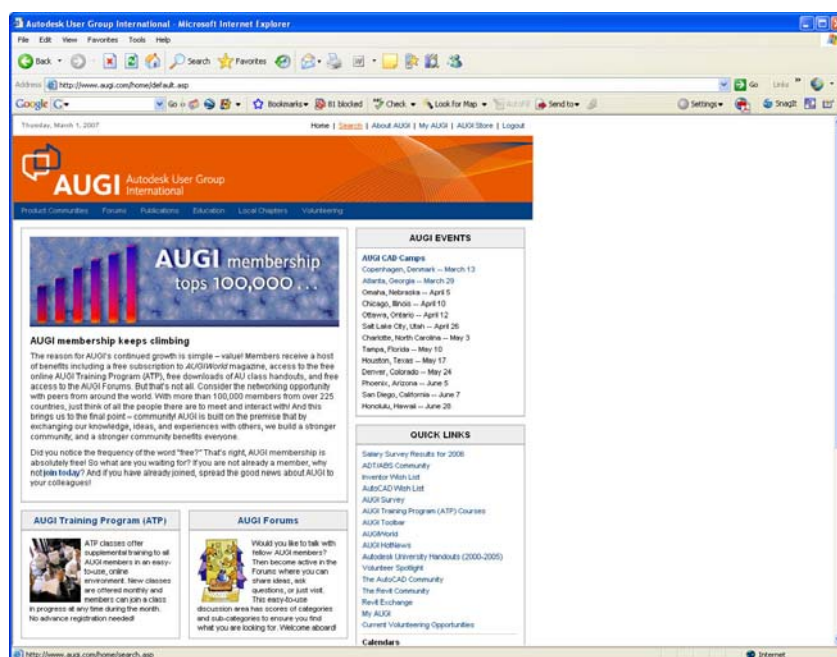 Autodesk User Group International - Microsoft Internet Explorer
File Edit View Favorites Tools Help
Back Search Favorites
Address http://www.augi.com/home/default.asp Go Links
Google G Go Bookmarks 81 blocked Check Look for Map AutoFill Send to Settings SnagIt
Thursday, March 1, 2007
Home | Search | About AUGI | My AUGI | AUGI Store | Logout
AUGI Autodesk User Group
International
Product Communities Forums Publications Education Local Chapters Volunteering
AUGI membership
tops 100,000 . . .
AUGI membership keeps climbing
The reason for AUGI's continued growth is simple – value! Members receive a host
of benefits including a free subscription to AUGIWorld magazine, access to the free
online AUGI Training Program (ATP), free downloads of AU class handouts, and free
access to the AUGI Forums. But that's not all. Consider the networking opportunity
with peers from around the world. With more than 100,000 members from over 225
countries, just think of all the people there are to meet and interact with! And this
brings us to the final point – community! AUGI is built on the premise that by
exchanging our knowledge, ideas, and experiences with others, we build a stronger
community, and a stronger community benefits everyone.
Did you notice the frequency of the word "free?" That's right, AUGI membership is
absolutely free! So what are you waiting for? If you are not already a member, why
not join today? And if you have already joined, spread the good news about AUGI to
your colleagues!
AUGI Training Program (ATP)
ATP classes offer
supplemental training to all
AUGI members in an easy-
to-use, online
environment. New classes
are offered monthly and
members can join a class
in progress at any time during the month.
No advance registration needed!
AUGI Forums
Would you like to talk with
fellow AUGI members?
Then become active in the
Forums where you can
share ideas, ask
questions, or just visit.
This easy-to-use
discussion area has scores of categories
and sub-categories to ensure you find
what you are looking for. Welcome aboard!
AUGI EVENTS
AUGI CAD Camps
Copenhagen, Denmark -- March 13
Atlanta, Georgia -- March 29
Omaha, Nebraska -- April 5
Chicago, Illinois -- April 10
Ottawa, Ontario -- April 12
Salt Lake City, Utah -- April 26
Charlotte, North Carolina -- May 3
Tampa, Florida -- May 10
Houston, Texas -- May 17
Denver, Colorado -- May 24
Phoenix, Arizona -- June 5
San Diego, California -- June 7
Honolulu, Hawaii -- June 28
QUICK LINKS
Salary Survey Results for 2006
ADT/ABS Community
Inventor Wish List
AutoCAD Wish List
AUGI Survey
AUGI Training Program (ATP) Courses
AUGI Toolbar
AUGIWorld
AUGI HotNews
Autodesk University Handouts (2000-2005)
Volunteer Spotlight
The AutoCAD Community
The Revit Community
Revit Exchange
My AUGI
Current Volunteering Opportunities
Calendars
http://www.augi.com/home/search.asp Internet